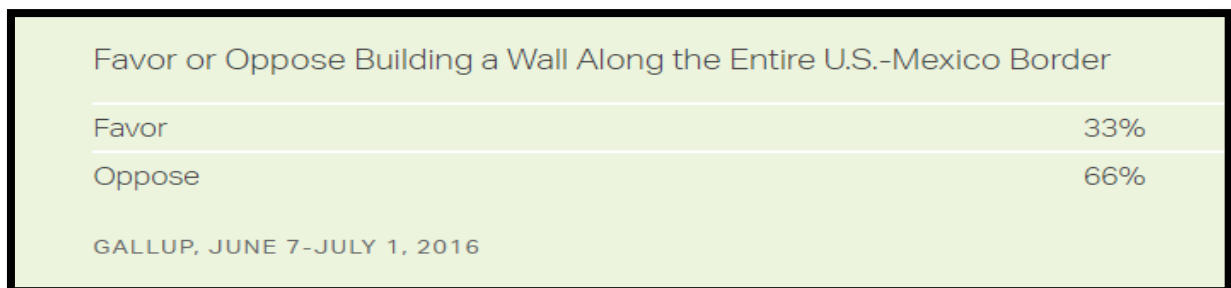 Favor or Oppose Building a Wall Along the Entire U.S.-Mexico Border
Favor 33%
Oppose 66%
GALLUP, JUNE 7-JULY 1, 2016